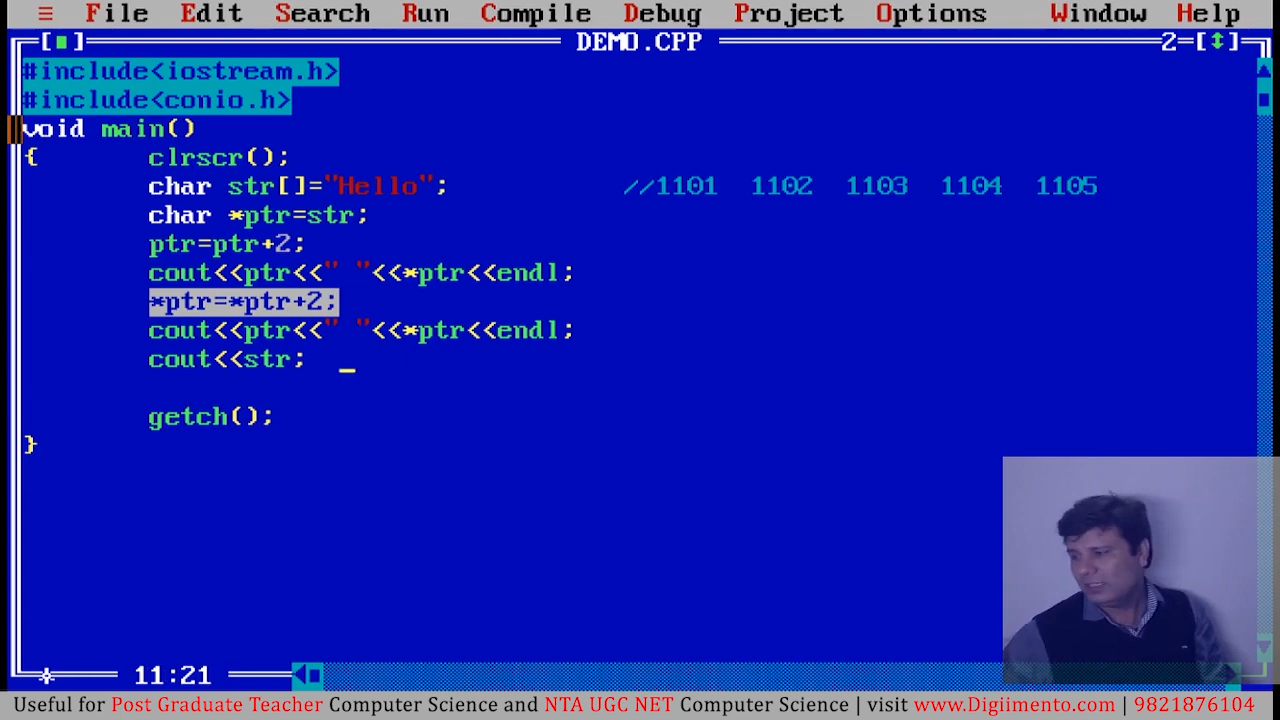 ≡ File Edit Search Run Compile Debug Project Options Window Help
[■] DEMO.CPP 2=[↕]
#include<iostream.h>
#include<conio.h>
void main()
{ clrscr();
char str[]="Hello"; //1101 1102 1103 1104 1105
char *ptr=str;
ptr=ptr+2;
cout<<ptr<<" "<<*ptr<<endl;
*ptr=*ptr+2;
cout<<ptr<<" "<<*ptr<<endl;
cout<<str; _
getch();
}
11:21
Useful for Post Graduate Teacher Computer Science and NTA UGC NET Computer Science | visit www.Digiimento.com | 9821876104